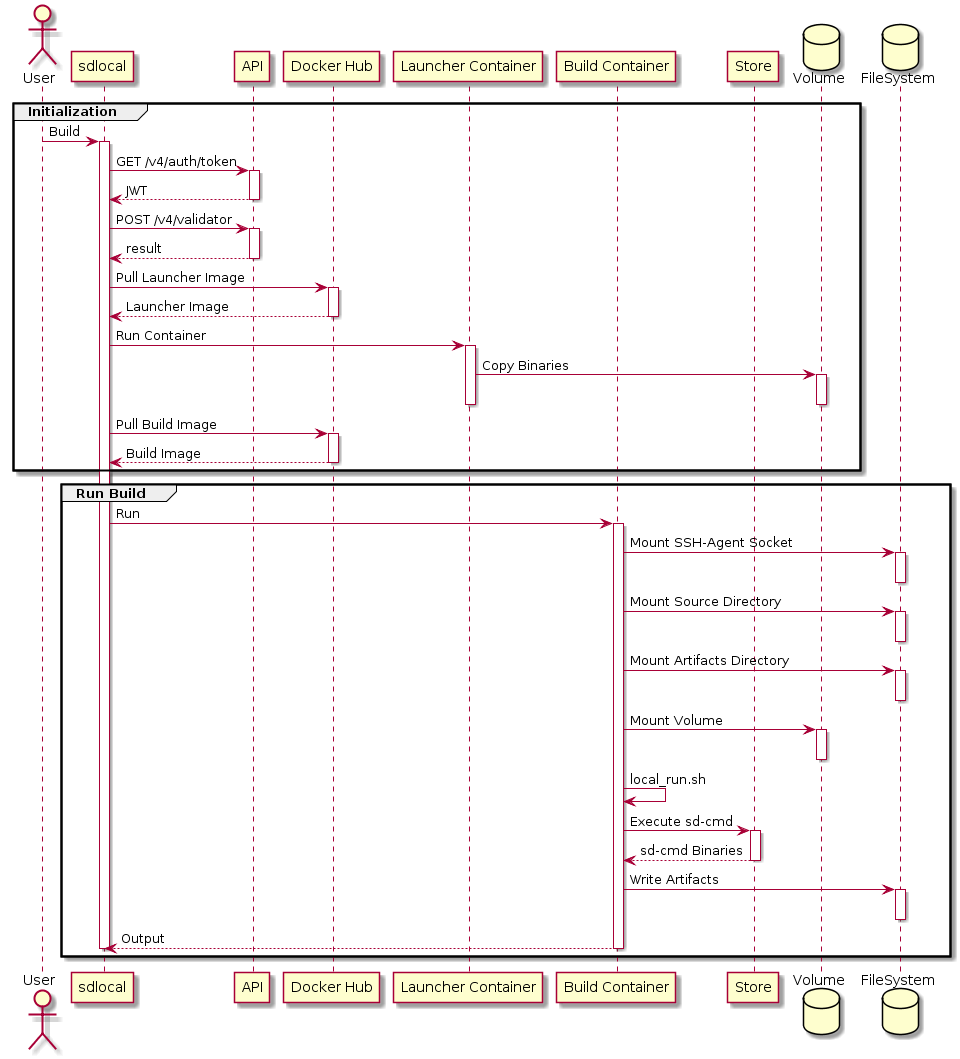 User
sdlocal
API
Docker Hub
Launcher Container
Build Container
Store
Volume
FileSystem
Initialization
Build
GET /v4/auth/token
JWT
POST /v4/validator
result
Pull Launcher Image
Launcher Image
Run Container
Copy Binaries
Pull Build Image
Build Image
Run Build
Run
Mount SSH-Agent Socket
Mount Source Directory
Mount Artifacts Directory
Mount Volume
local_run.sh
Execute sd-cmd
sd-cmd Binaries
Write Artifacts
Output
User
sdlocal
API
Docker Hub
Launcher Container
Build Container
Store
Volume
FileSystem